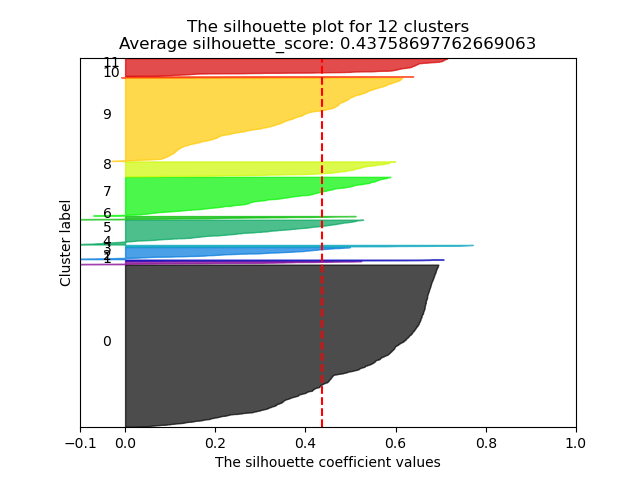 The silhouette plot for 12 clusters
Average silhouette_score: 0.43758697762669063
11
10
9
8
7
6
5
4
3
2
1
0
Cluster label
−0.1 0.0 0.2 0.4 0.6 0.8 1.0
The silhouette coefficient values